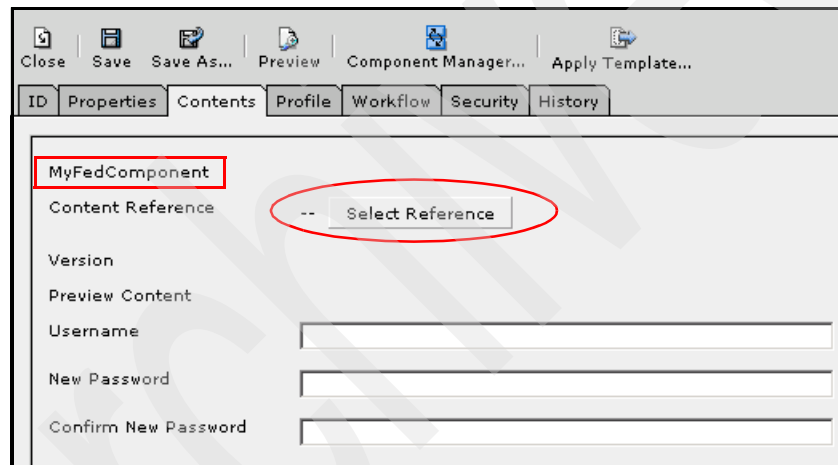 Close Save Save As... Preview Component Manager... Apply Template...
ID Properties Contents Profile Workflow Security History
MyFedComponent
Content Reference -- Select Reference
Version
Preview Content
Username
New Password
Confirm New Password